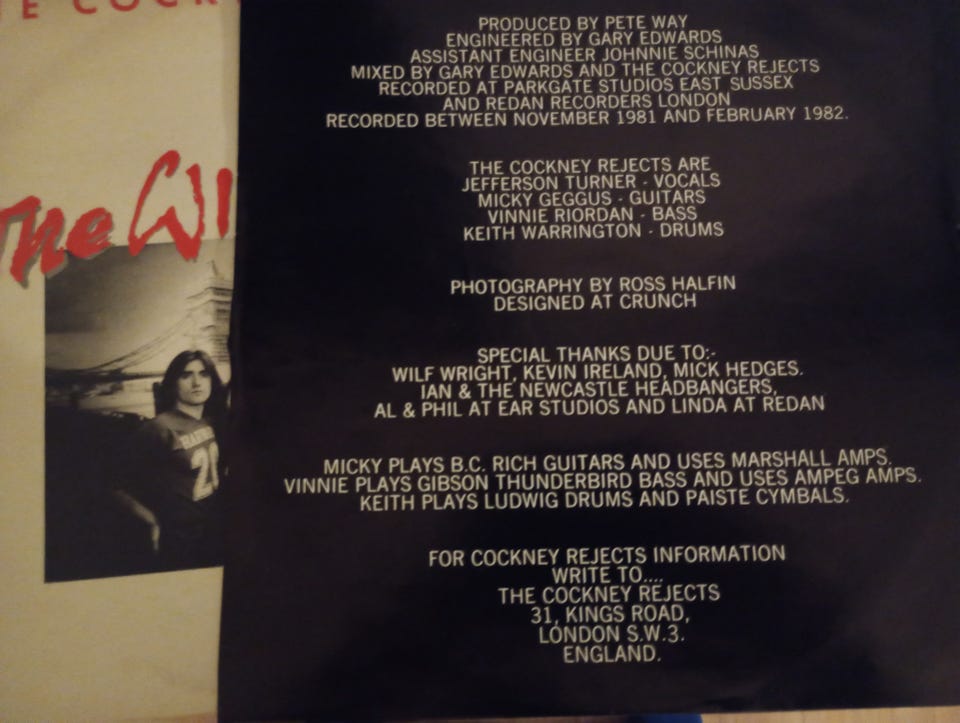 E COCK
The Wi
20
PRODUCED BY PETE WAY
ENGINEERED BY GARY EDWARDS
ASSISTANT ENGINEER JOHNNIE SCHINAS
MIXED BY GARY EDWARDS AND THE COCKNEY REJECTS
RECORDED AT PARKGATE STUDIOS EAST SUSSEX
AND REDAN RECORDERS LONDON
RECORDED BETWEEN NOVEMBER 1981 AND FEBRUARY 1982.
THE COCKNEY REJECTS ARE
JEFFERSON TURNER - VOCALS
MICKY GEGGUS - GUITARS
VINNIE RIORDAN - BASS
KEITH WARRINGTON - DRUMS
PHOTOGRAPHY BY ROSS HALFIN
DESIGNED AT CRUNCH
SPECIAL THANKS DUE TO:-
WILF WRIGHT, KEVIN IRELAND, MICK HEDGES.
IAN & THE NEWCASTLE HEADBANGERS,
AL & PHIL AT EAR STUDIOS AND LINDA AT REDAN
MICKY PLAYS B.C. RICH GUITARS AND USES MARSHALL AMPS.
VINNIE PLAYS GIBSON THUNDERBIRD BASS AND USES AMPEG AMPS.
KEITH PLAYS LUDWIG DRUMS AND PAISTE CYMBALS.
FOR COCKNEY REJECTS INFORMATION
WRITE TO....
THE COCKNEY REJECTS
31, KINGS ROAD,
LONDON S.W.3.
ENGLAND.